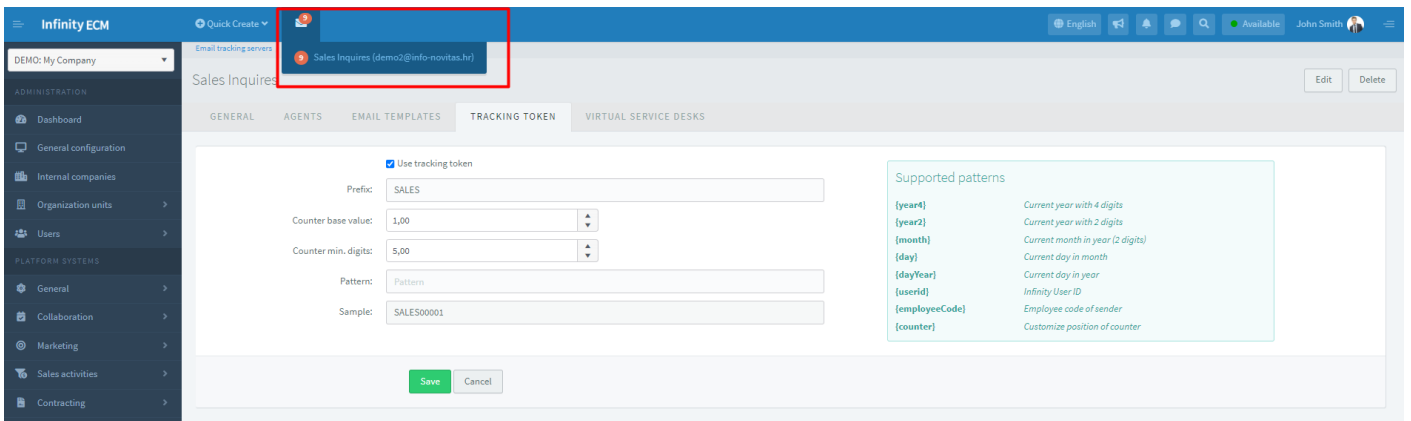 Infinity ECM
Quick Create
9
English
Available
John Smith
DEMO: My Company
Email tracking servers
9 Sales Inquires (demo2@info-novitas.hr)
Sales Inquires
Edit
Delete
ADMINISTRATION
Dashboard
General configuration
Internal companies
Organization units
Users
PLATFORM SYSTEMS
General
Collaboration
Marketing
Sales activities
Contracting
GENERAL
AGENTS
EMAIL TEMPLATES
TRACKING TOKEN
VIRTUAL SERVICE DESKS
Use tracking token
Prefix: SALES
Counter base value: 1,00
Counter min. digits: 5,00
Pattern: Pattern
Sample: SALES00001
Supported patterns
{year4} Current year with 4 digits
{year2} Current year with 2 digits
{month} Current month in year (2 digits)
{day} Current day in month
{dayYear} Current day in year
{userid} Infinity User ID
{employeeCode} Employee code of sender
{counter} Customize position of counter
Save
Cancel